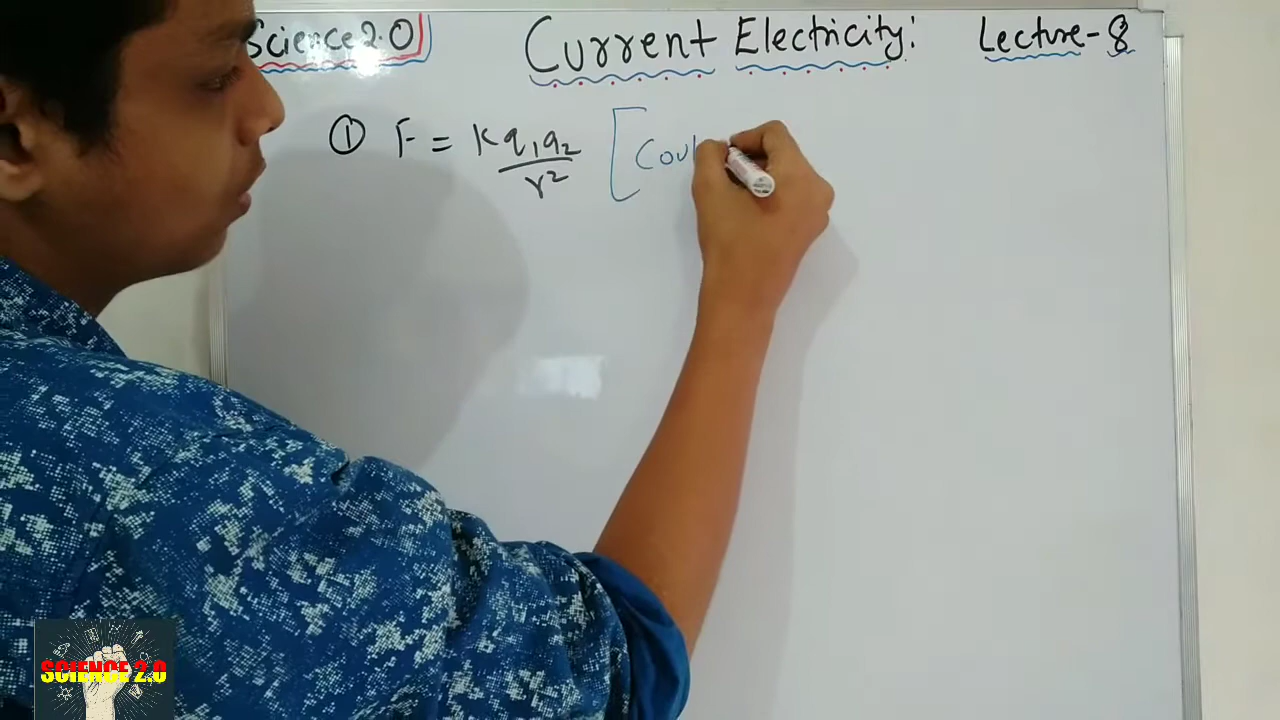 Science 2.0 Current Electricity: Lecture-8
① F = Kq₁q₂/r² [Coul
SCIENCE 2.0